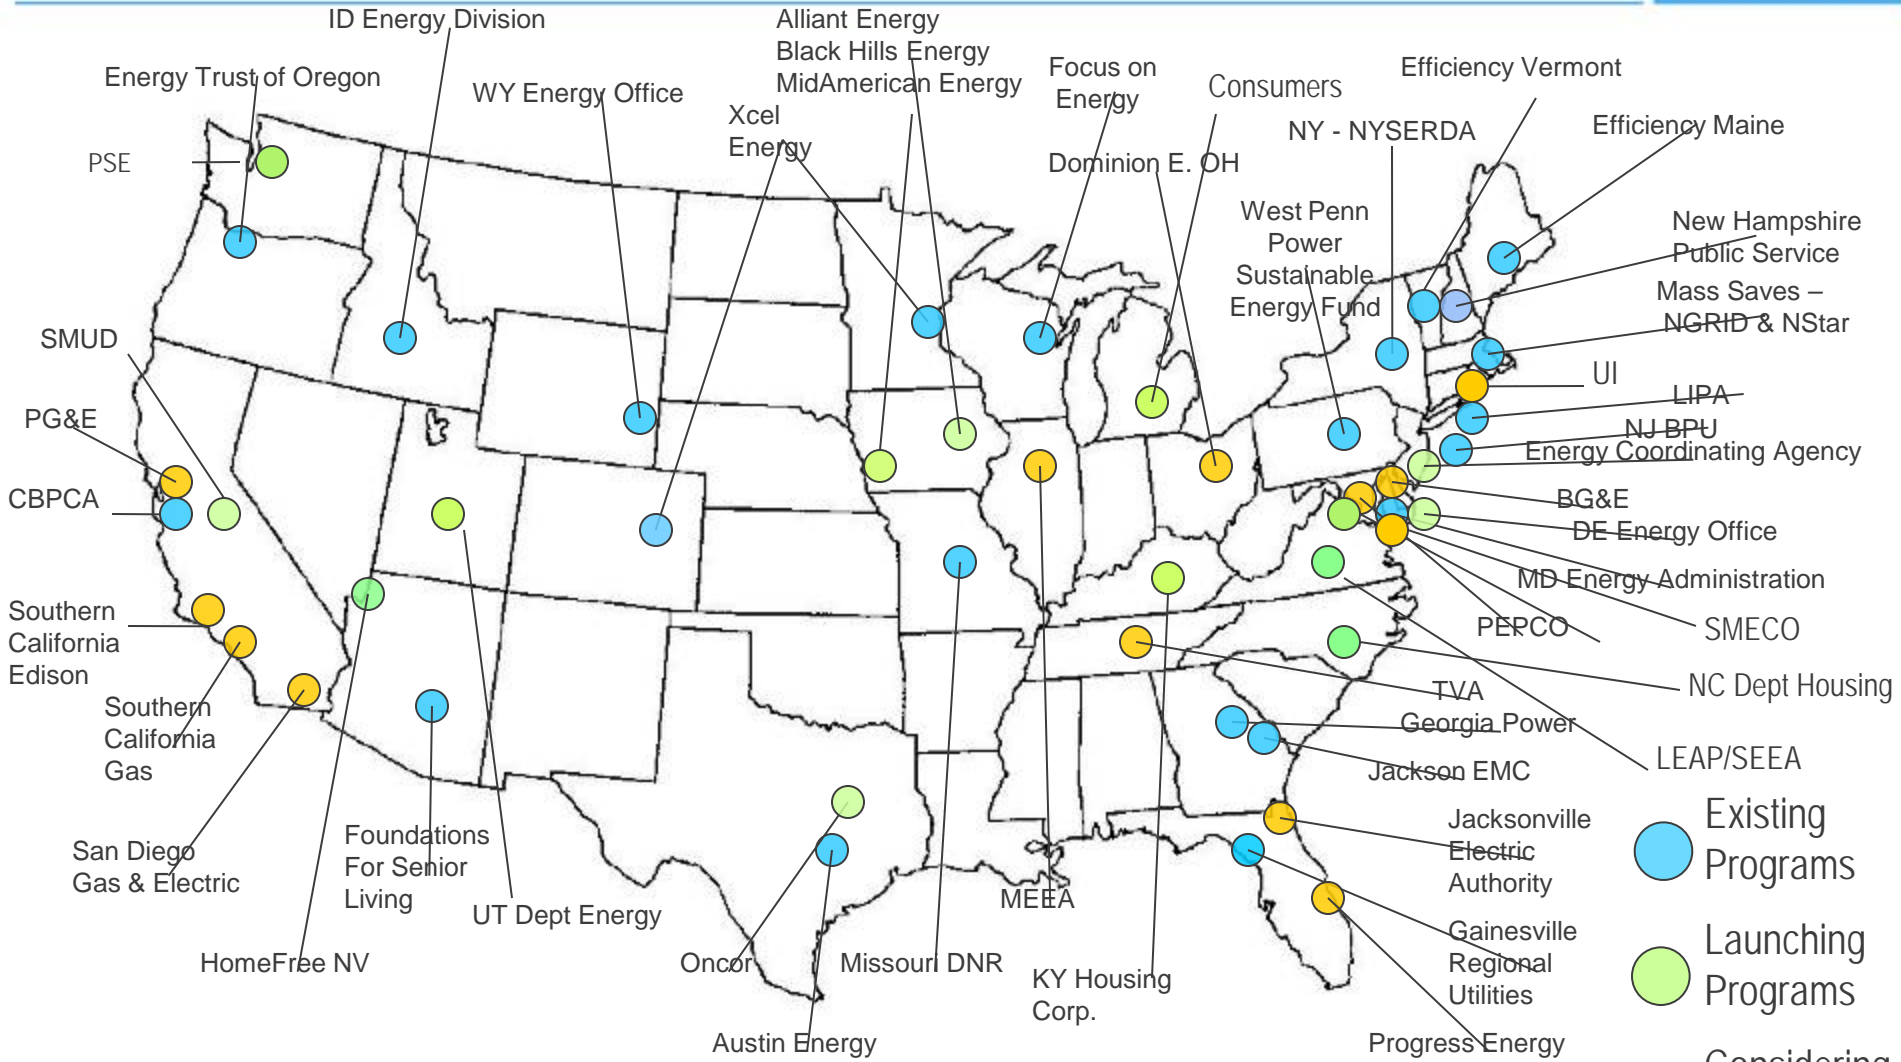 ID Energy Division
Alliant Energy
Black Hills Energy
MidAmerican Energy
Energy Trust of Oregon
WY Energy Office
Xcel
Energy
Focus on
Energy
Consumers
Efficiency Vermont
NY - NYSERDA
Efficiency Maine
PSE
Dominion E. OH
West Penn
Power
Sustainable
Energy Fund
New Hampshire
Public Service
Mass Saves –
NGRID & NStar
SMUD
UI
LIPA
PG&E
NJ BPU
Energy Coordinating Agency
CBPCA
BG&E
DE Energy Office
MD Energy Administration
Southern
California
Edison
PEPCO
SMECO
NC Dept Housing
TVA
Southern
California
Gas
Georgia Power
LEAP/SEEA
Jackson EMC
San Diego
Gas & Electric
Foundations
For Senior
Living
UT Dept Energy
MEEA
Jacksonville
Electric
Authority
Existing
Programs
HomeFree NV
Oncor
Missouri DNR
KY Housing
Corp.
Gainesville
Regional
Utilities
Launching
Programs
Austin Energy
Progress Energy
Considering